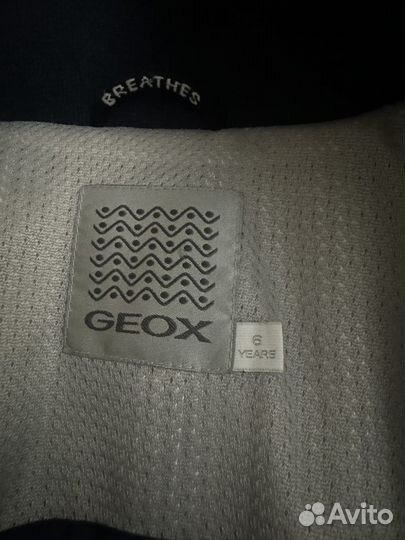 BREATHES
GEOX
6
YEARS
Avito